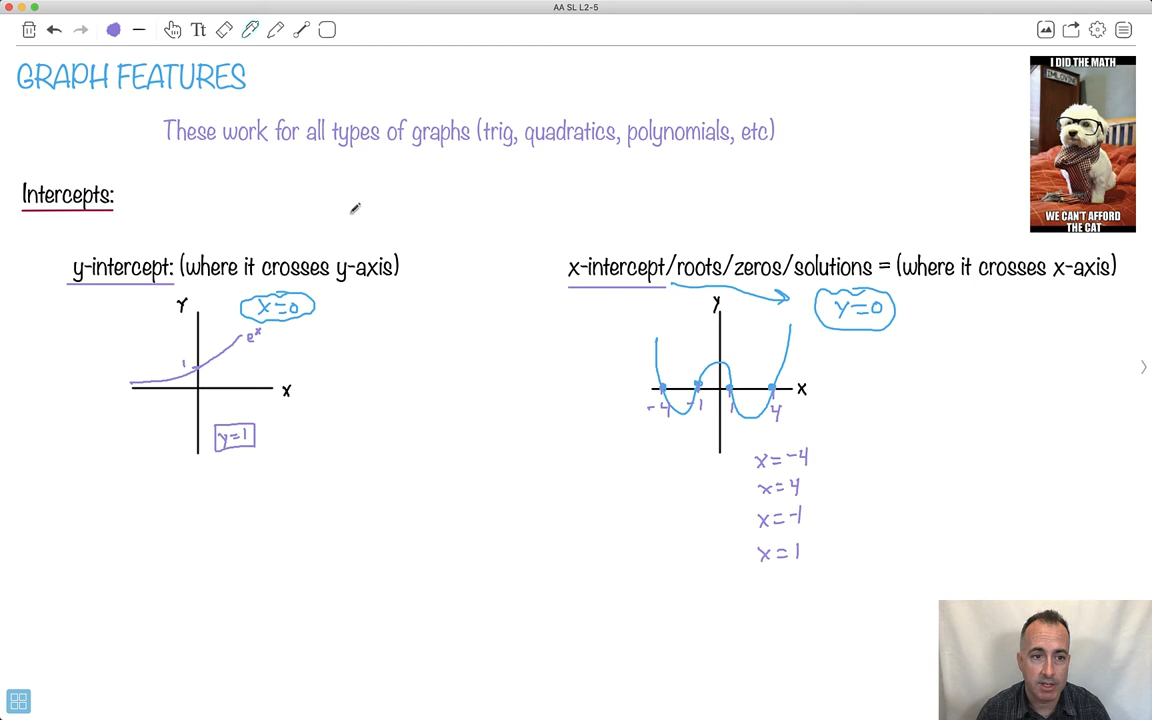 AA SL L2-5
Tt
GRAPH FEATURES
I DID THE MATH
WE CAN'T AFFORD
THE CAT
These work for all types of graphs (trig, quadratics, polynomials, etc)
Intercepts:
y-intercept: (where it crosses y-axis)
x-intercept/roots/zeros/solutions = (where it crosses x-axis)
Y
x=0
e^x
1
X
y=1
Y
y=0
X
-4
-1
1
4
x=-4
x=4
x=-1
x=1